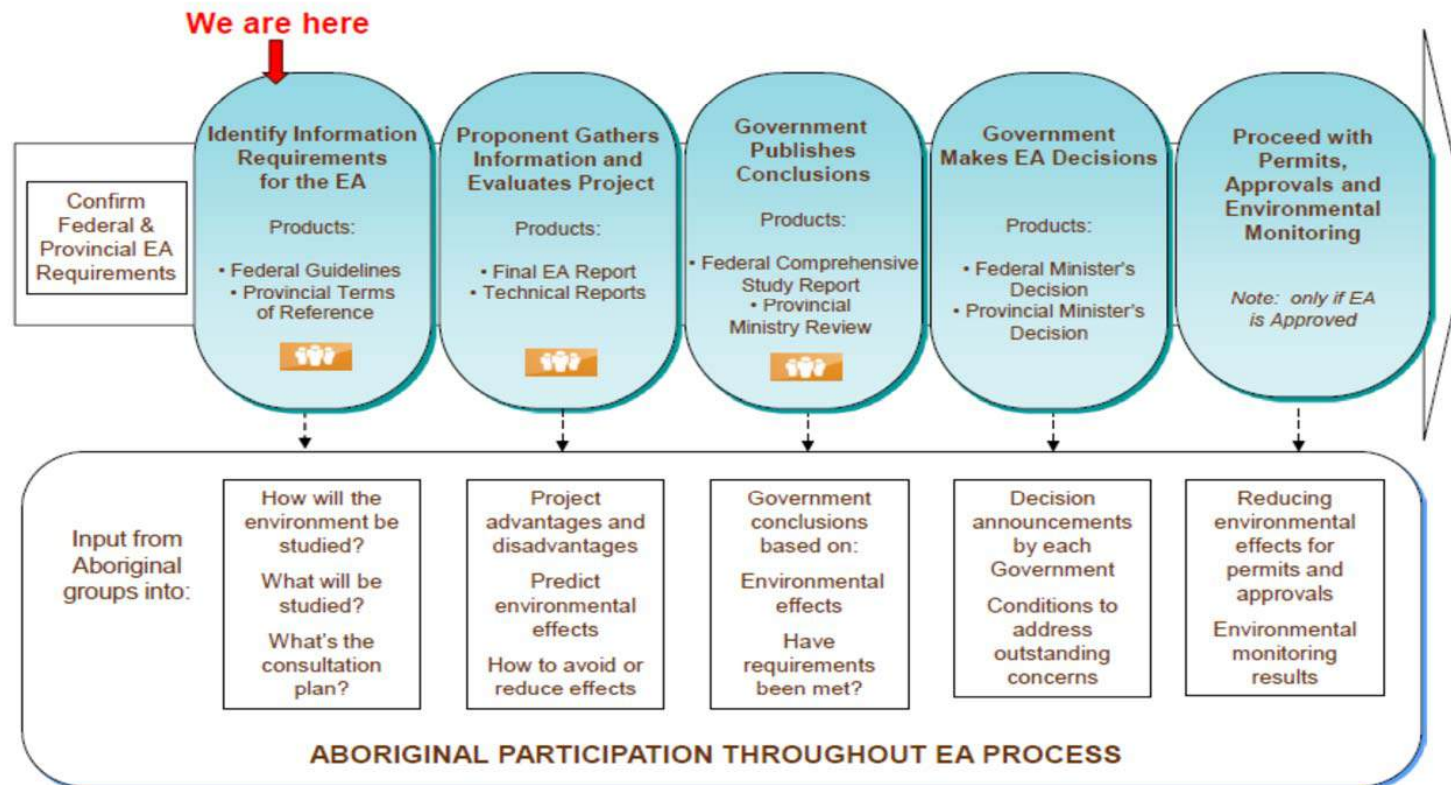 We are here
Confirm
Federal &
Provincial EA
Requirements
Identify Information
Requirements
for the EA
Products:
• Federal Guidelines
• Provincial Terms
of Reference
Proponent Gathers
Information and
Evaluates Project
Products:
• Final EA Report
• Technical Reports
Government
Publishes
Conclusions
Products:
• Federal Comprehensive
Study Report
• Provincial
Ministry Review
Government
Makes EA Decisions
Products:
• Federal Minister's
Decision
• Provincial Minister's
Decision
Proceed with
Permits,
Approvals and
Environmental
Monitoring
Note: only if EA
is Approved
Input from
Aboriginal
groups into:
How will the
environment be
studied?
What will be
studied?
What's the
consultation
plan?
Project
advantages and
disadvantages
Predict
environmental
effects
How to avoid or
reduce effects
Government
conclusions
based on:
Environmental
effects
Have
requirements
been met?
Decision
announcements
by each
Government
Conditions to
address
outstanding
concerns
Reducing
environmental
effects for
permits and
approvals
Environmental
monitoring
results
ABORIGINAL PARTICIPATION THROUGHOUT EA PROCESS